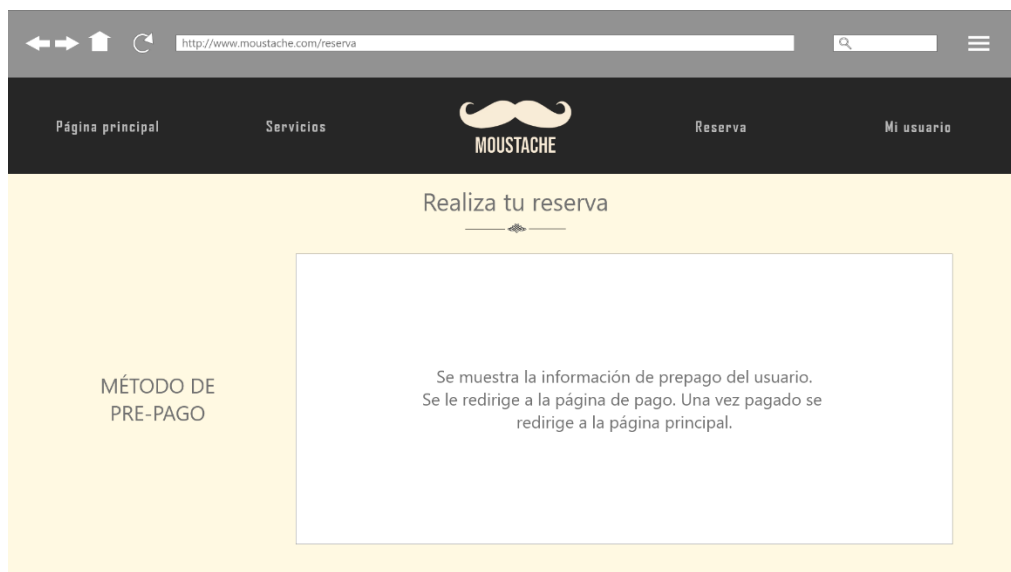 http://www.moustache.com/reserva
Página principal
Servicios
MOUSTACHE
Reserva
Mi usuario
Realiza tu reserva
MÉTODO DE
PRE-PAGO
Se muestra la información de prepago del usuario.
Se le redirige a la página de pago. Una vez pagado se
redirige a la página principal.